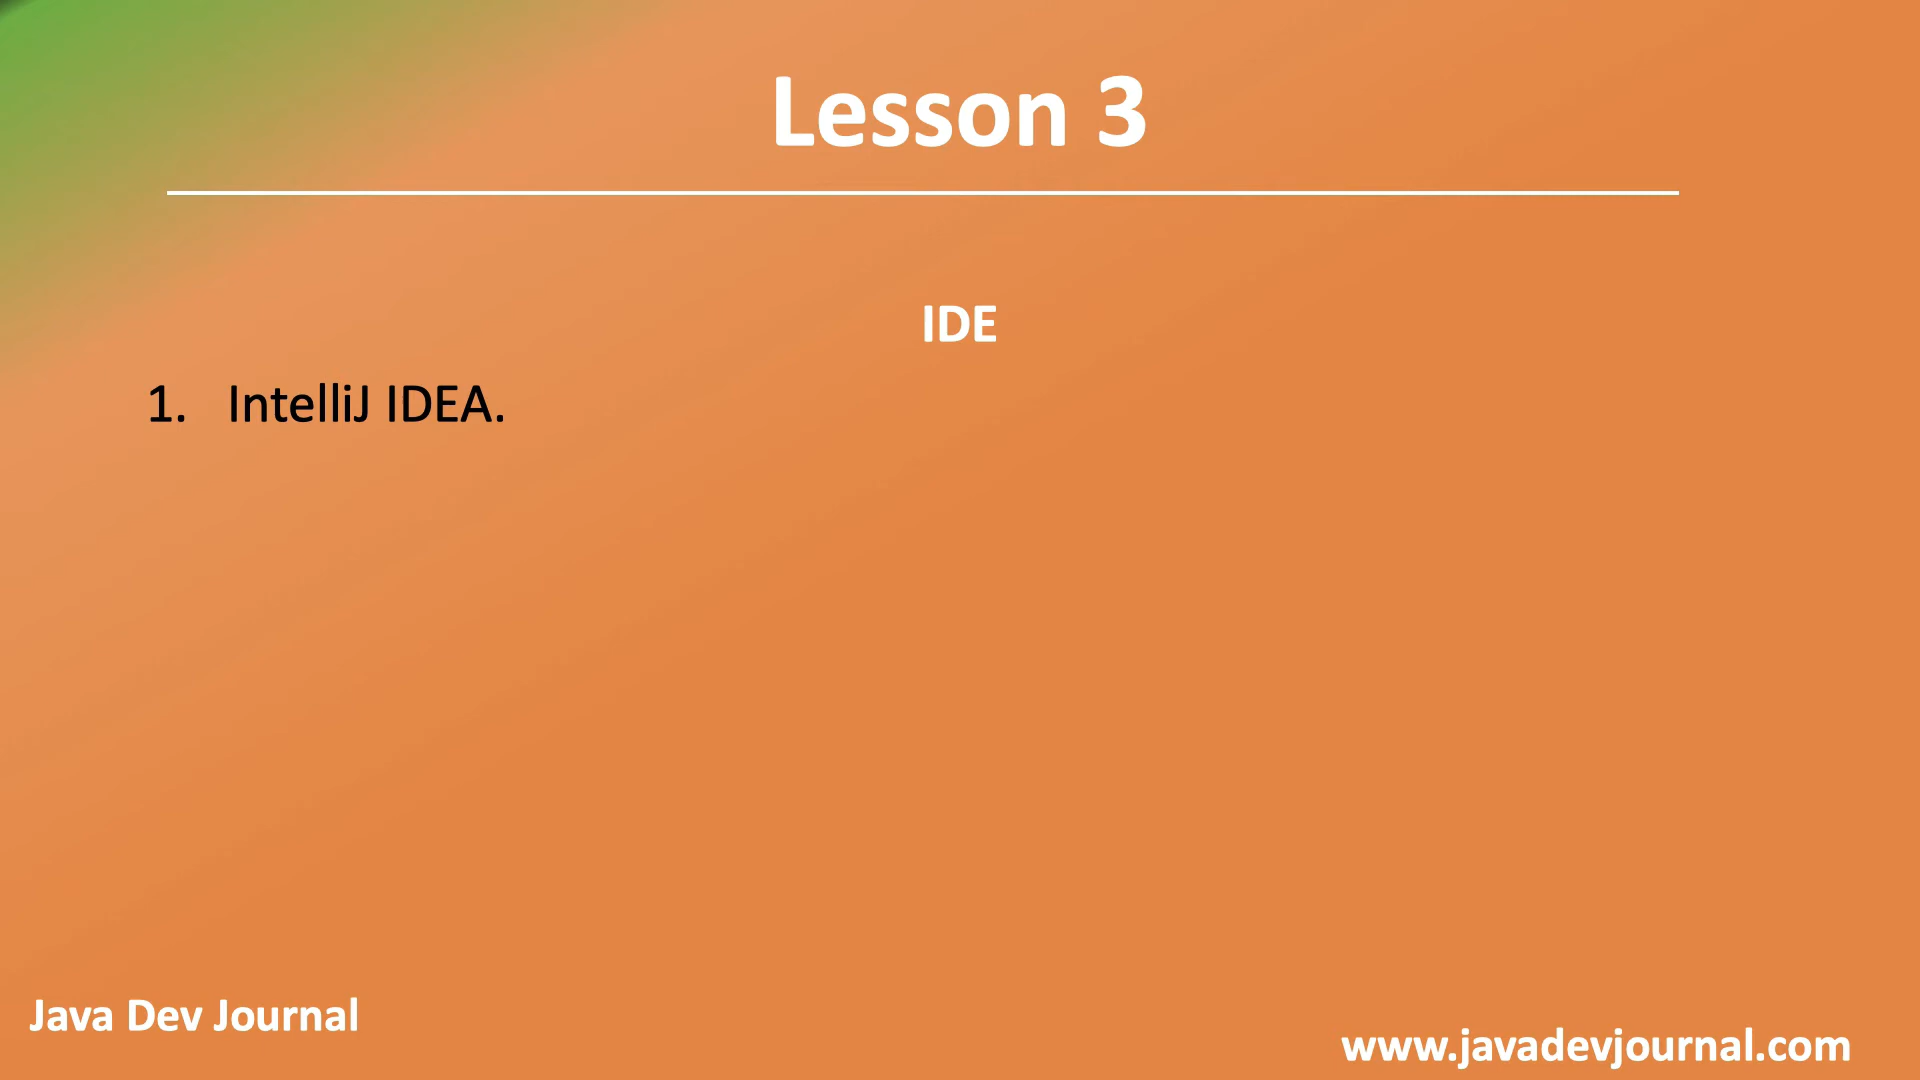 Lesson 3
IDE
1. IntelliJ IDEA.
Java Dev Journal
www.javadevjournal.com